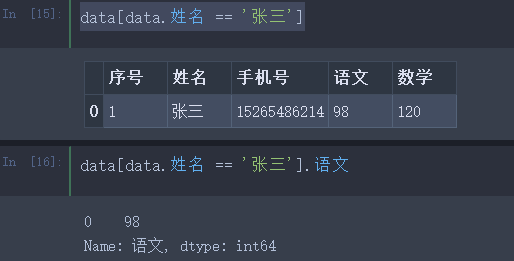 In [15]: data[data.姓名 == '张三']
序号 姓名 手机号 语文 数学
0 1 张三 15265486214 98 120
In [16]: data[data.姓名 == '张三'].语文
0 98
Name: 语文, dtype: int64